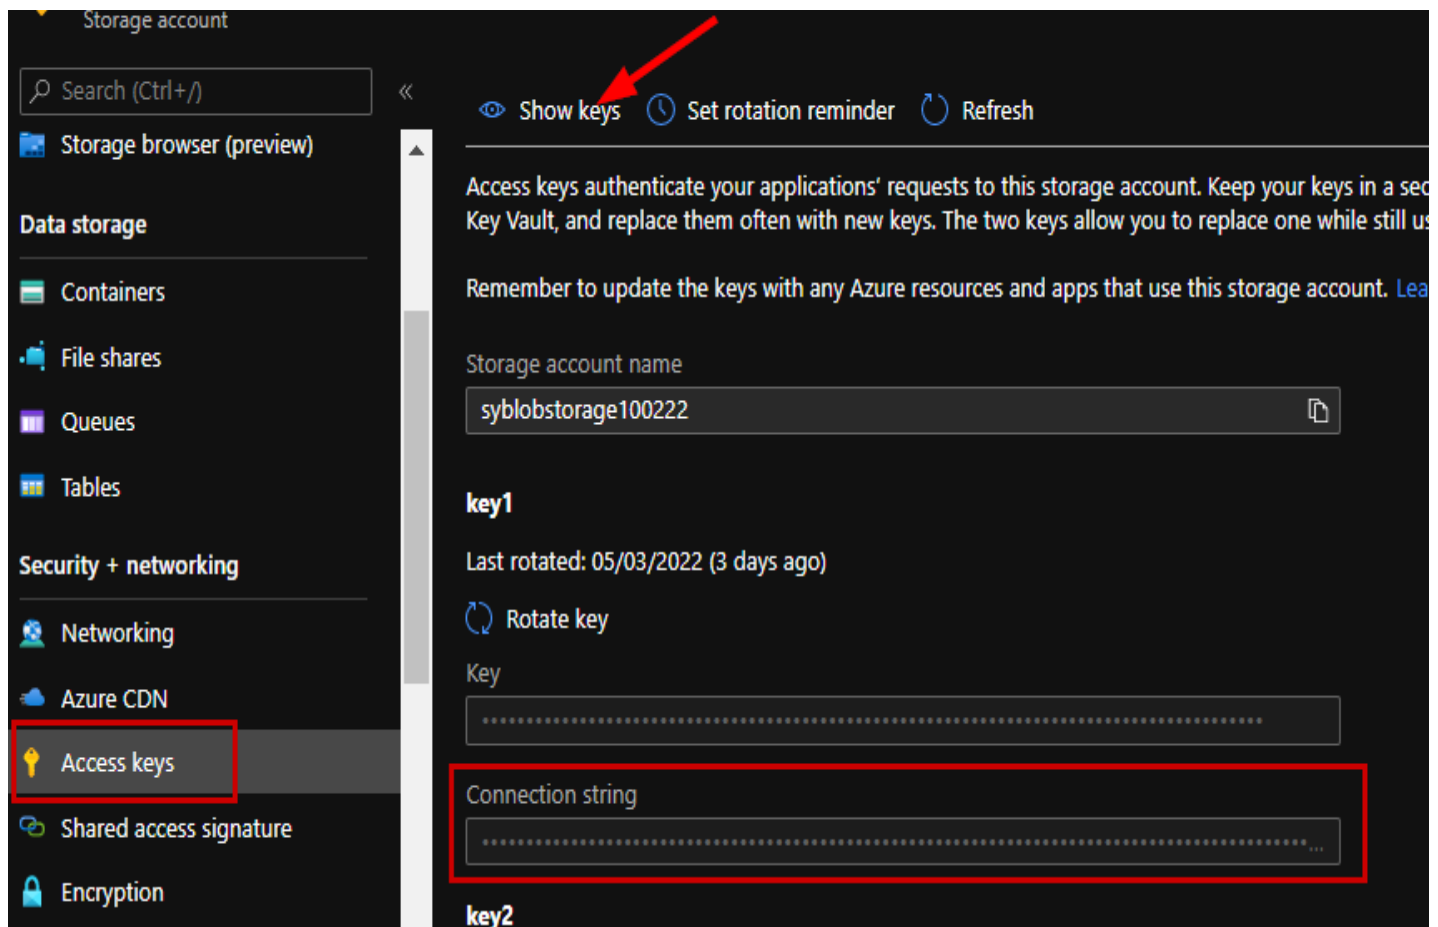 Storage account
Search (Ctrl+/)
«
Storage browser (preview)
Data storage
Containers
File shares
Queues
Tables
Security + networking
Networking
Azure CDN
Access keys
Shared access signature
Encryption
Show keys
Set rotation reminder
Refresh
Access keys authenticate your applications' requests to this storage account. Keep your keys in a sec
Key Vault, and replace them often with new keys. The two keys allow you to replace one while still us
Remember to update the keys with any Azure resources and apps that use this storage account. Lea
Storage account name
syblobstorage100222
key1
Last rotated: 05/03/2022 (3 days ago)
Rotate key
Key
Connection string
...
key2